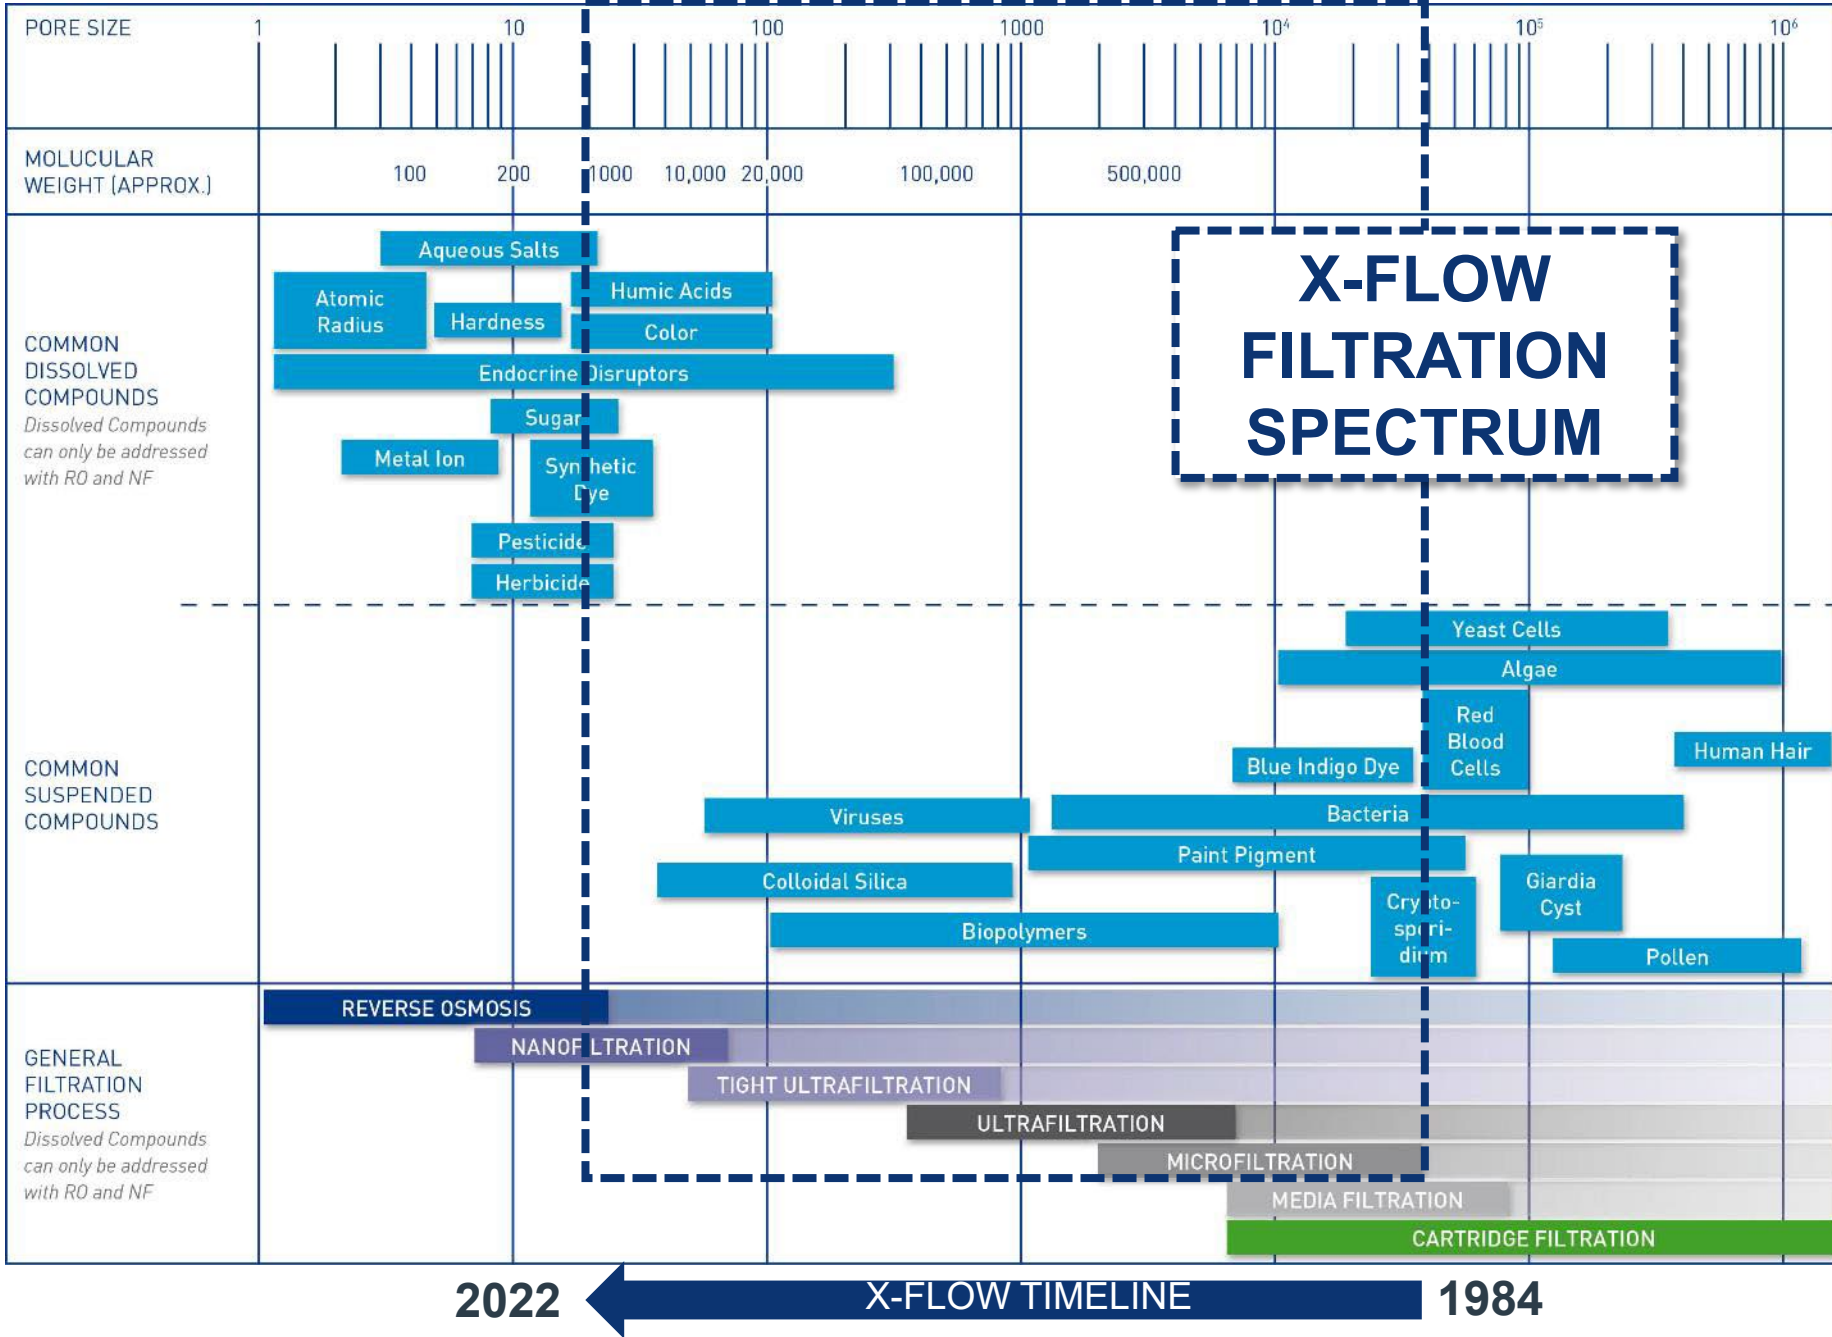 PORE SIZE
1
10
100
1000
10⁴
10⁵
10⁶
MOLUCULAR
WEIGHT (APPROX.)
100
200
1000
10,000
20,000
100,000
500,000
COMMON
DISSOLVED
COMPOUNDS
Dissolved Compounds
can only be addressed
with RO and NF
Aqueous Salts
Atomic
Radius
Hardness
Humic Acids
Color
Endocrine Disruptors
Sugar
Metal Ion
Synthetic
Dye
Pesticide
Herbicide
X-FLOW
FILTRATION
SPECTRUM
COMMON
SUSPENDED
COMPOUNDS
Yeast Cells
Algae
Red
Blood
Cells
Human Hair
Blue Indigo Dye
Viruses
Bacteria
Paint Pigment
Colloidal Silica
Crypto-
spori-
dium
Giardia
Cyst
Biopolymers
Pollen
GENERAL
FILTRATION
PROCESS
Dissolved Compounds
can only be addressed
with RO and NF
REVERSE OSMOSIS
NANOFILTRATION
TIGHT ULTRAFILTRATION
ULTRAFILTRATION
MICROFILTRATION
MEDIA FILTRATION
CARTRIDGE FILTRATION
2022
X-FLOW TIMELINE
1984